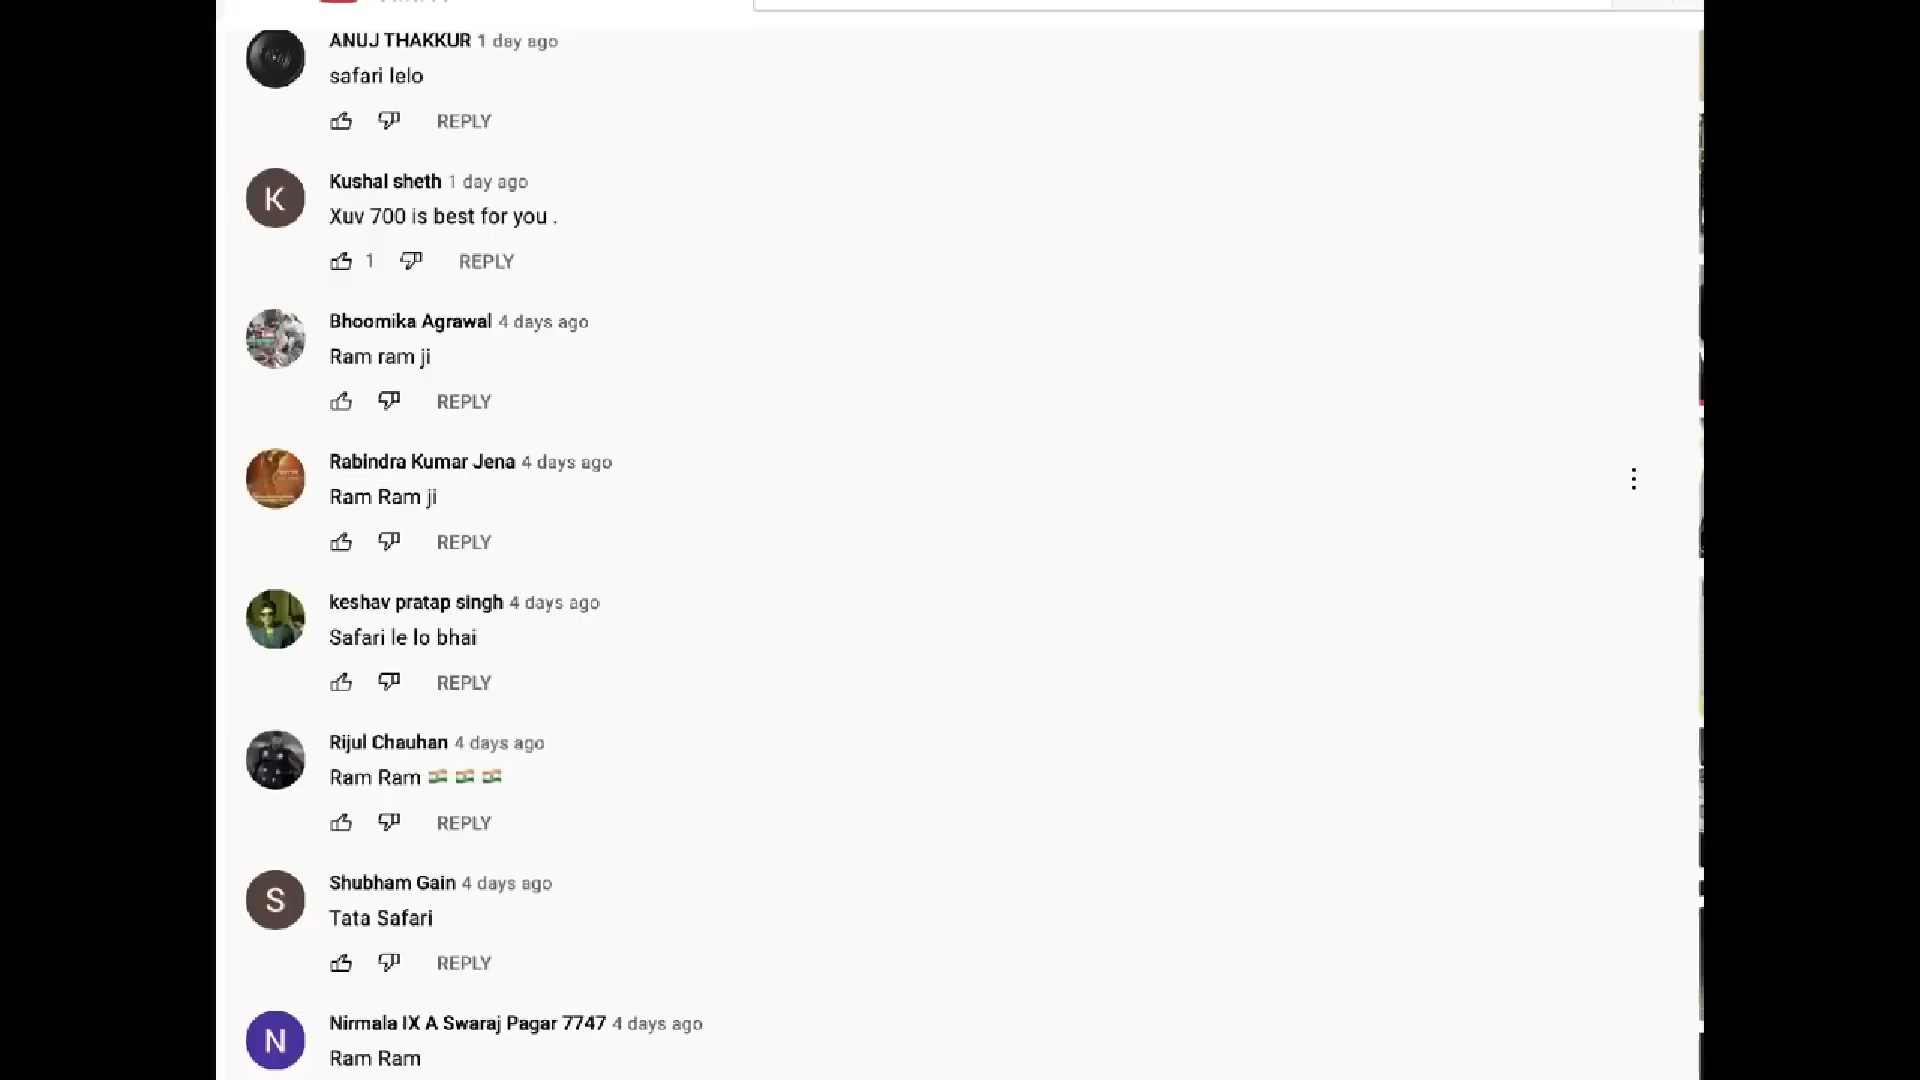 ANUJ THAKKUR 1 day ago
safari lelo
REPLY
Kushal sheth 1 day ago
Xuv 700 is best for you .
1 REPLY
Bhoomika Agrawal 4 days ago
Ram ram ji
REPLY
Rabindra Kumar Jena 4 days ago
Ram Ram ji
REPLY
keshav pratap singh 4 days ago
Safari le lo bhai
REPLY
Rijul Chauhan 4 days ago
Ram Ram 🇮🇳 🇮🇳 🇮🇳
REPLY
S
Shubham Gain 4 days ago
Tata Safari
REPLY
N
Nirmala IX A Swaraj Pagar 7747 4 days ago
Ram Ram